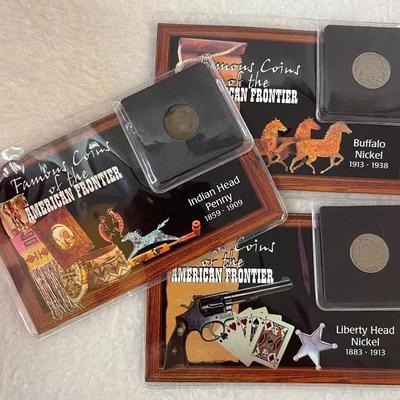 Famous Coins
of the
AMERICAN FRONTIER
Indian Head
Penny
1859 - 1909
Famous Coins
of the
AMERICAN FRONTIER
Buffalo
Nickel
1913 - 1938
Coins
of the
AMERICAN FRONTIER
Liberty Head
Nickel
1883 - 1913